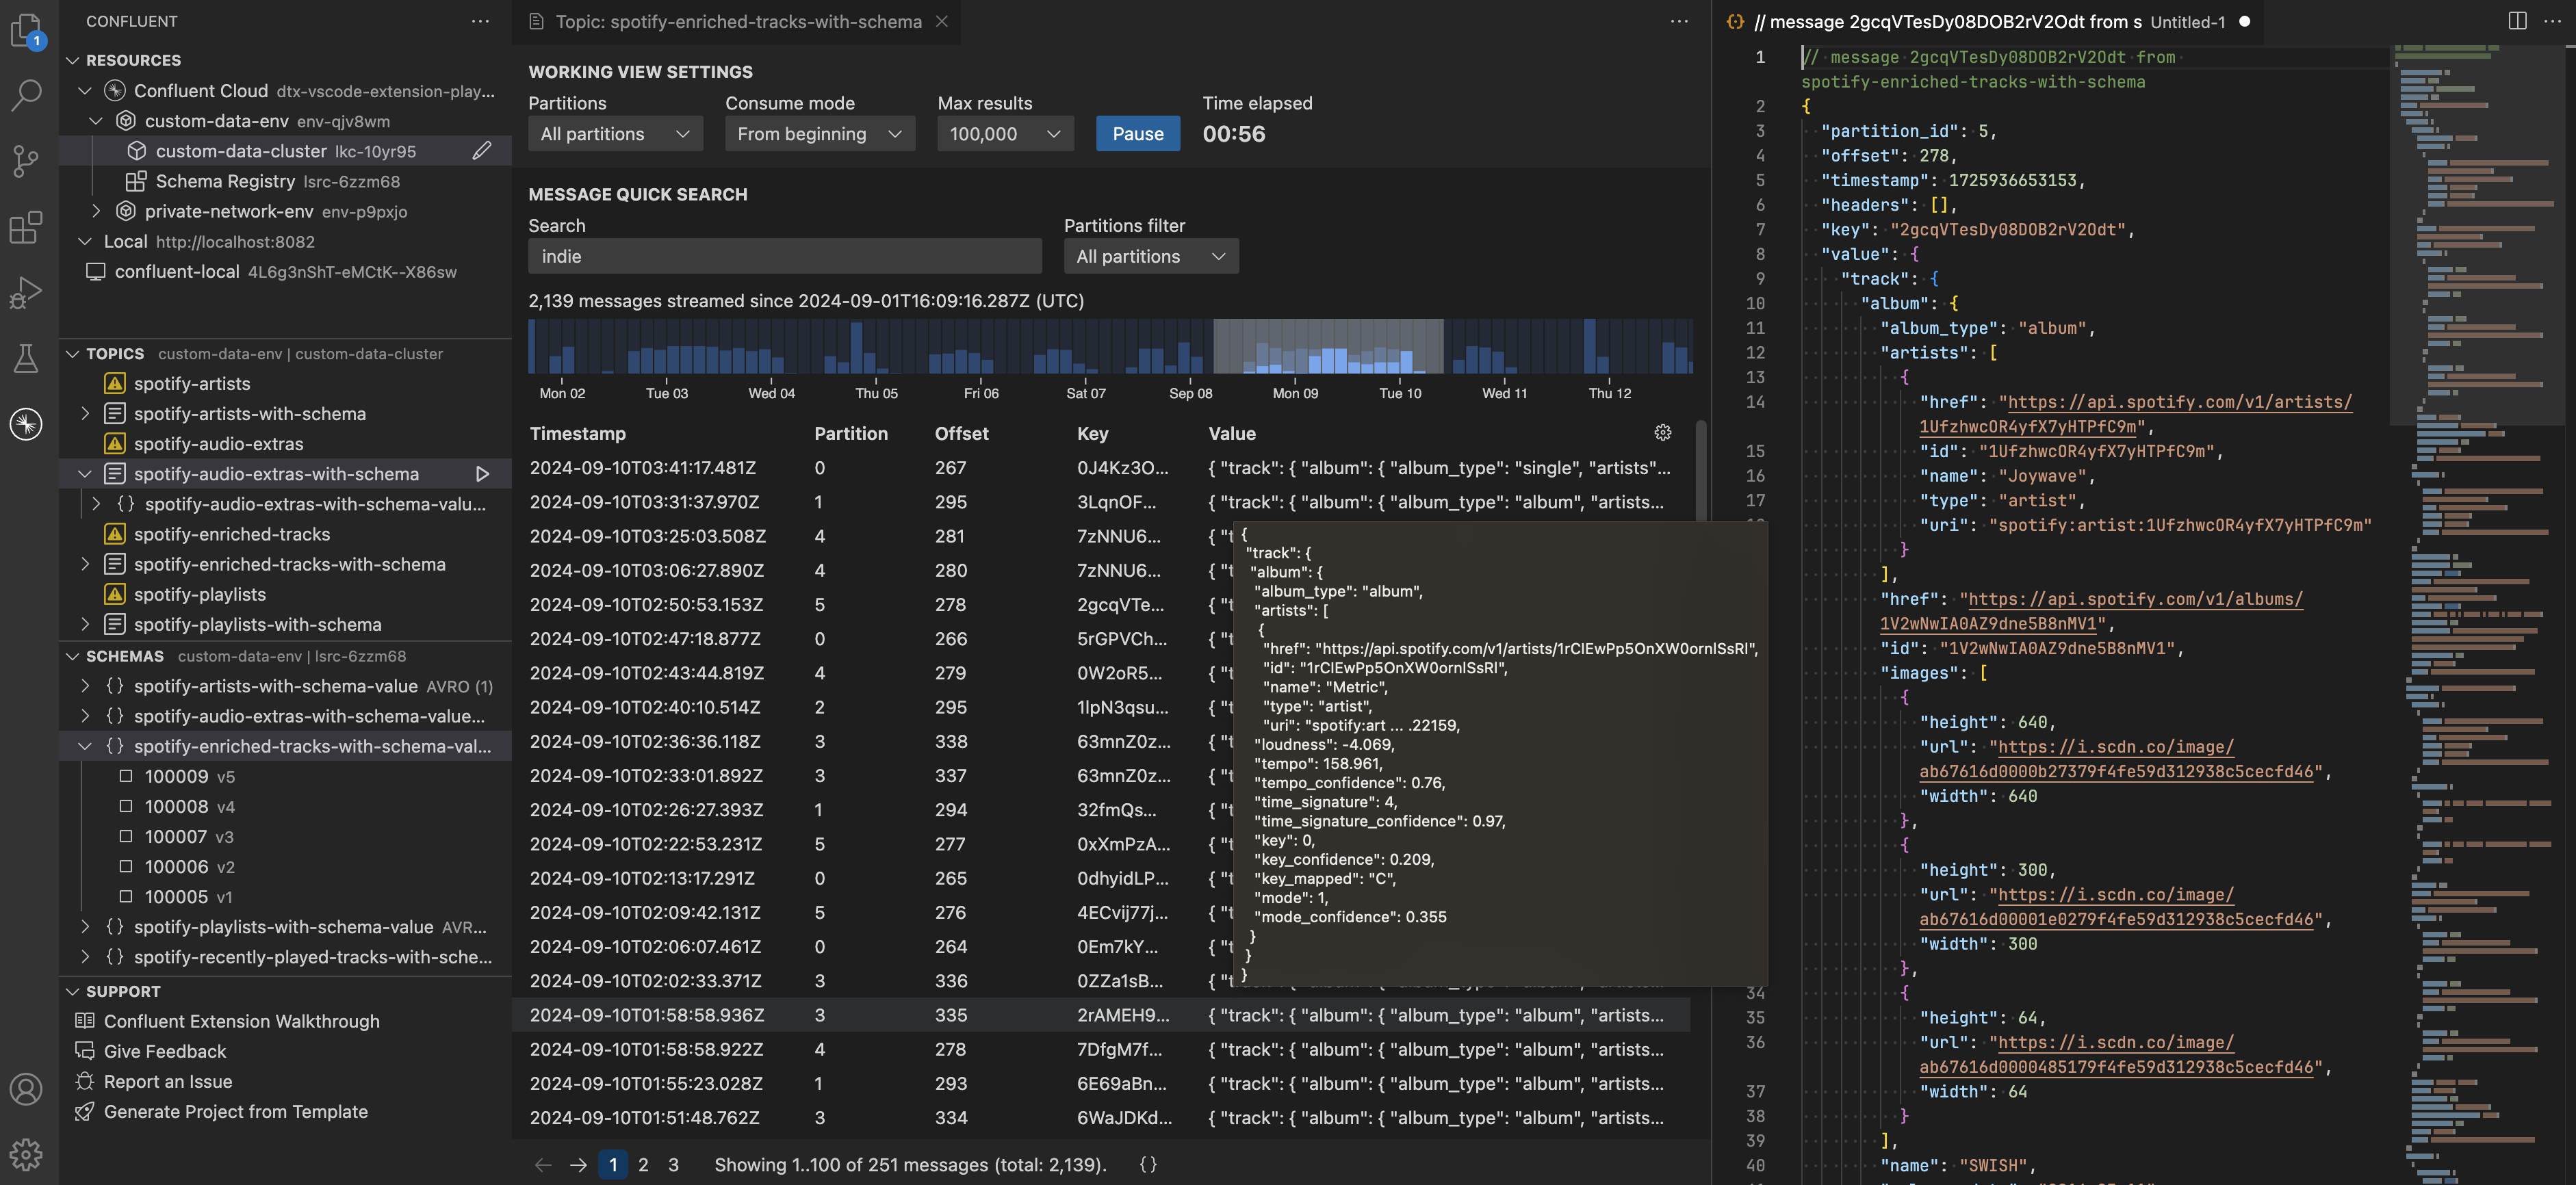 1
CONFLUENT
RESOURCES
Confluent Cloud dtx-vscode-extension-play...
custom-data-env env-qjv8wm
custom-data-cluster lkc-10yr95
Schema Registry lsrc-6zzm68
private-network-env env-p9pxjo
Local http://localhost:8082
confluent-local 4L6g3nShT-eMCtK--X86sw
TOPICS custom-data-env | custom-data-cluster
spotify-artists
spotify-artists-with-schema
spotify-audio-extras
spotify-audio-extras-with-schema
{} spotify-audio-extras-with-schema-valu...
spotify-enriched-tracks
spotify-enriched-tracks-with-schema
spotify-playlists
spotify-playlists-with-schema
SCHEMAS custom-data-env | lsrc-6zzm68
{} spotify-artists-with-schema-value AVRO (1)
{} spotify-audio-extras-with-schema-value...
{} spotify-enriched-tracks-with-schema-val...
100009 v5
100008 v4
100007 v3
100006 v2
100005 v1
{} spotify-playlists-with-schema-value AVR...
{} spotify-recently-played-tracks-with-sche...
SUPPORT
Confluent Extension Walkthrough
Give Feedback
Report an Issue
Generate Project from Template
Topic: spotify-enriched-tracks-with-schema
WORKING VIEW SETTINGS
Partitions Consume mode Max results Time elapsed
All partitions From beginning 100,000 Pause 00:56
MESSAGE QUICK SEARCH
Search Partitions filter
indie All partitions
2,139 messages streamed since 2024-09-01T16:09:16.287Z (UTC)
Mon 02 Tue 03 Wed 04 Thu 05 Fri 06 Sat 07 Sep 08 Mon 09 Tue 10 Wed 11 Thu 12
Timestamp Partition Offset Key Value
2024-09-10T03:41:17.481Z 0 267 0J4Kz3O... { "track": { "album": { "album_type": "single", "artists"...
2024-09-10T03:31:37.970Z 1 295 3LqnOF... { "track": { "album": { "album_type": "album", "artists...
2024-09-10T03:25:03.508Z 4 281 7zNNU6... { "t
2024-09-10T03:06:27.890Z 4 280 7zNNU6... { "t
2024-09-10T02:50:53.153Z 5 278 2gcqVTe... { "t
2024-09-10T02:47:18.877Z 0 266 5rGPVCh... { "t
2024-09-10T02:43:44.819Z 4 279 0W2oR5... { "t
2024-09-10T02:40:10.514Z 2 295 1lpN3qsu... { "t
2024-09-10T02:36:36.118Z 3 338 63mnZ0z... { "t
2024-09-10T02:33:01.892Z 3 337 63mnZ0z... { "t
2024-09-10T02:26:27.393Z 1 294 32fmQs... { "t
2024-09-10T02:22:53.231Z 5 277 0xXmPzA... { "t
2024-09-10T02:13:17.291Z 0 265 0dhyidLP... { "t
2024-09-10T02:09:42.131Z 5 276 4ECvij77j... { "t
2024-09-10T02:06:07.461Z 0 264 0Em7kY... { "t
2024-09-10T02:02:33.371Z 3 336 0ZZa1sB... { "t
2024-09-10T01:58:58.936Z 3 335 2rAMEH9... { "track": { "album": { "album_type": "album", "artists...
2024-09-10T01:58:58.922Z 4 278 7DfgM7f... { "track": { "album": { "album_type": "album", "artists...
2024-09-10T01:55:23.028Z 1 293 6E69aBn... { "track": { "album": { "album_type": "album", "artists...
2024-09-10T01:51:48.762Z 3 334 6WaJDKd... { "track": { "album": { "album_type": "album", "artists...
1 2 3 Showing 1..100 of 251 messages (total: 2,139). {}
{
"track": {
"album": {
"album_type": "album",
"artists": [
{
"href": "https://api.spotify.com/v1/artists/1rCIEwPp5OnXW0ornlSsRl",
"id": "1rCIEwPp5OnXW0ornlSsRl",
"name": "Metric",
"type": "artist",
"uri": "spotify:art ... .22159,
"loudness": -4.069,
"tempo": 158.961,
"tempo_confidence": 0.76,
"time_signature": 4,
"time_signature_confidence": 0.97,
"key": 0,
"key_confidence": 0.209,
"key_mapped": "C",
"mode": 1,
"mode_confidence": 0.355
}
}
}
// message 2gcqVTesDy08DOB2rV2Odt from s Untitled-1
1 // message 2gcqVTesDy08DOB2rV2Odt from
spotify-enriched-tracks-with-schema
2 {
3 "partition_id": 5,
4 "offset": 278,
5 "timestamp": 1725936653153,
6 "headers": [],
7 "key": "2gcqVTesDy08DOB2rV2Odt",
8 "value": {
9 "track": {
10 "album": {
11 "album_type": "album",
12 "artists": [
13 {
14 "href": "https://api.spotify.com/v1/artists/
1UfzhwcOR4yfX7yHTPfC9m",
15 "id": "1UfzhwcOR4yfX7yHTPfC9m",
16 "name": "Joywave",
17 "type": "artist",
"uri": "spotify:artist:1UfzhwcOR4yfX7yHTPfC9m"
}
],
"href": "https://api.spotify.com/v1/albums/
1V2wNwIA0AZ9dne5B8nMV1",
"id": "1V2wNwIA0AZ9dne5B8nMV1",
"images": [
{
"height": 640,
"url": "https://i.scdn.co/image/
ab67616d0000b27379f4fe59d312938c5cecfd46",
"width": 640
},
{
"height": 300,
"url": "https://i.scdn.co/image/
ab67616d00001e0279f4fe59d312938c5cecfd46",
"width": 300
},
34 {
35 "height": 64,
36 "url": "https://i.scdn.co/image/
ab67616d0000485179f4fe59d312938c5cecfd46",
37 "width": 64
38 }
39 ],
40 "name": "SWISH",